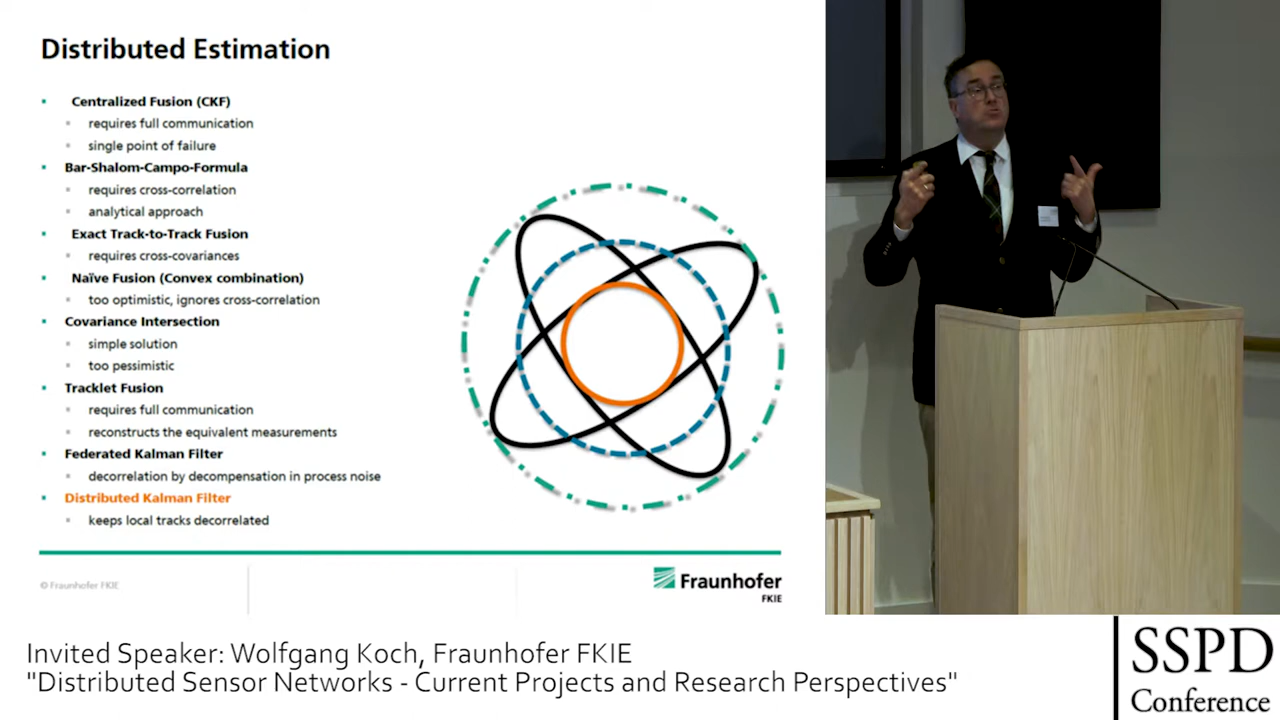 Distributed Estimation
Centralized Fusion (CKF)
requires full communication
single point of failure
Bar-Shalom-Campo-Formula
requires cross-correlation
analytical approach
Exact Track-to-Track Fusion
requires cross-covariances
Naïve Fusion (Convex combination)
too optimistic, ignores cross-correlation
Covariance Intersection
simple solution
too pessimistic
Tracklet Fusion
requires full communication
reconstructs the equivalent measurements
Federated Kalman Filter
decorrelation by decompensation in process noise
Distributed Kalman Filter
keeps local tracks decorrelated
© Fraunhofer FKIE
Fraunhofer
FKIE
Invited Speaker: Wolfgang Koch, Fraunhofer FKIE
"Distributed Sensor Networks - Current Projects and Research Perspectives"
SSPD
Conference